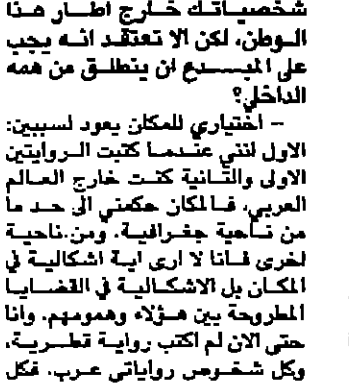 شخصياتك خارج اطار هذا
الوطن، لكن الا تعتقد انه يجب
على المبدع ان ينطلق من همه
الداخلي؟
– اختياري للمكان يعود لسببين:
الاول انني عندما كتبت الروايتين
الاولى والثانية كنت خارج العالم
العربي، فالمكان حكمني الى حد ما
من ناحية جغرافية، ومن ناحية
اخرى فانا لا ارى اية اشكالية في
المكان بل الاشكالية في القضايا
المطروحة بين هؤلاء وهمومهم. وانا
حتى الان لم اكتب رواية قطرية،
وكل شخوص رواياتي عرب. فكل